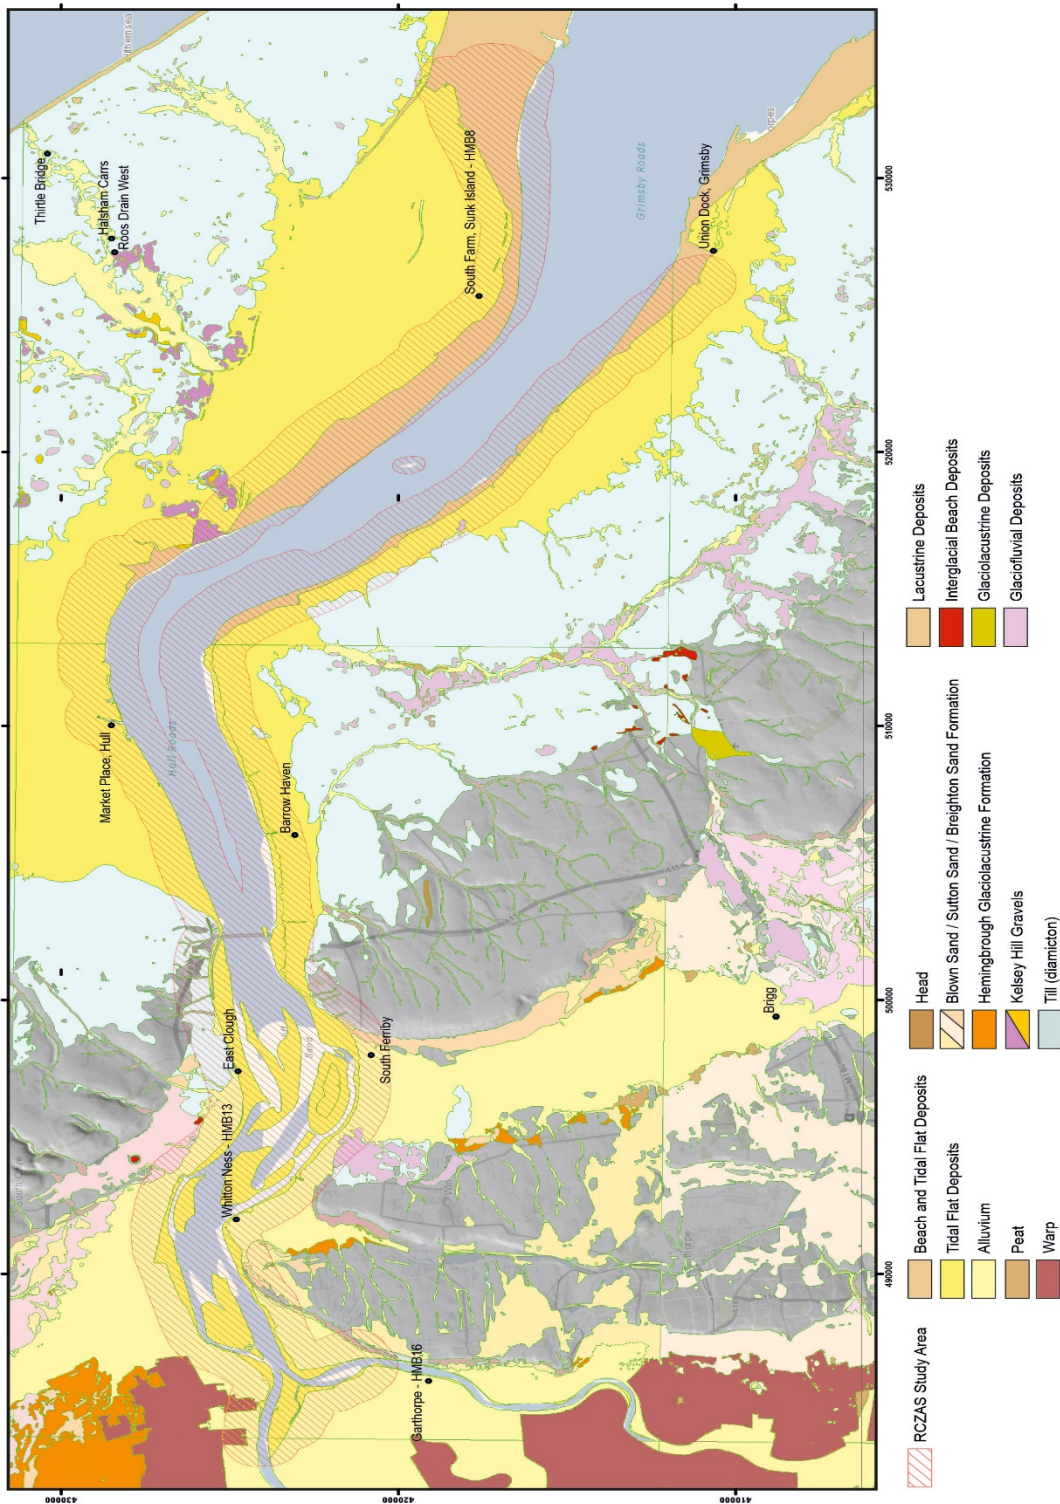 430000
420000
410000
490000
500000
510000
520000
530000
Thirtle Bridge
Halsham Carrs
Roos Drain West
South Farm, Sunk Island - HMB8
Union Dock, Grimsby
Grimsby Roads
Market Place, Hull
Hull Roads
Barrow Haven
East Clough
South Ferriby
Whitton Ness - HMB13
Brigg
Garthorpe - HMB16
Sand
RCZAS Study Area
Beach and Tidal Flat Deposits
Tidal Flat Deposits
Alluvium
Peat
Warp
Head
Blown Sand / Sutton Sand / Breighton Sand Formation
Hemingbrough Glaciolacustrine Formation
Kelsey Hill Gravels
Till (diamicton)
Lacustrine Deposits
Interglacial Beach Deposits
Glaciolacustrine Deposits
Glaciofluvial Deposits